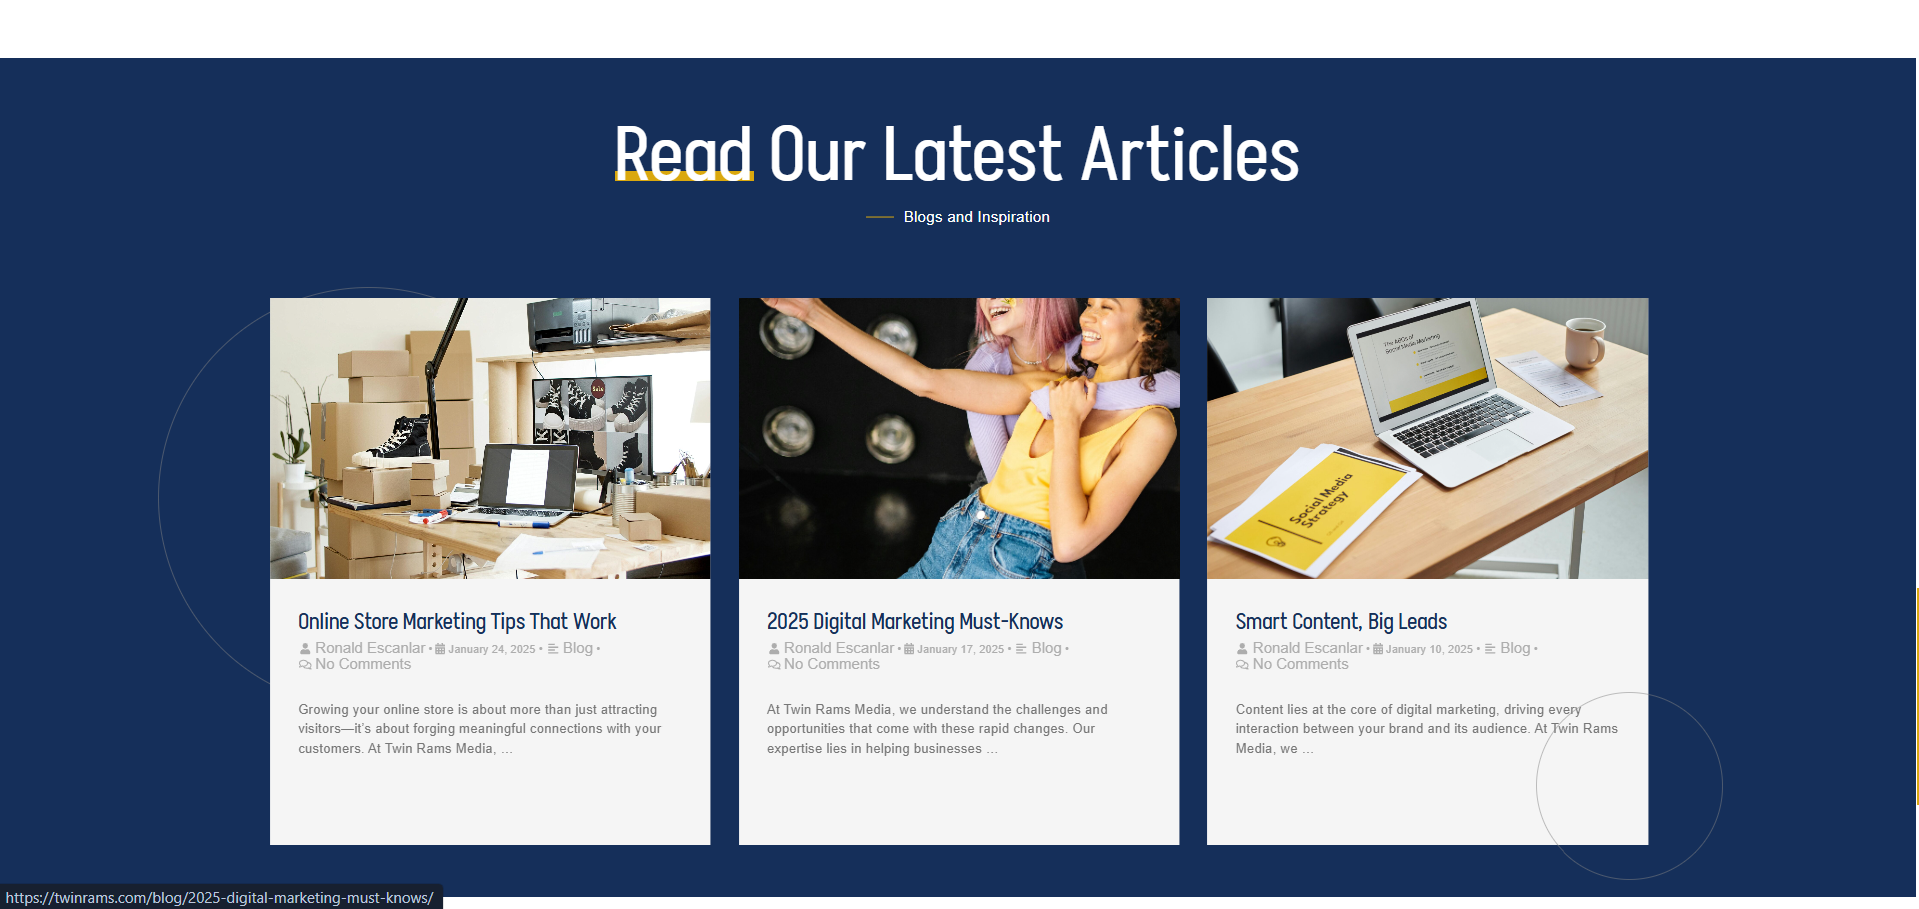 Read Our Latest Articles
Blogs and Inspiration
Sale
The ABCs of
Social Media Marketing
Social Media
Strategy
Online Store Marketing Tips That Work
Ronald Escanlar • January 24, 2025 • Blog •
No Comments
Growing your online store is about more than just attracting
visitors—it’s about forging meaningful connections with your
customers. At Twin Rams Media, ...
2025 Digital Marketing Must-Knows
Ronald Escanlar • January 17, 2025 • Blog •
No Comments
At Twin Rams Media, we understand the challenges and
opportunities that come with these rapid changes. Our
expertise lies in helping businesses ...
Smart Content, Big Leads
Ronald Escanlar • January 10, 2025 • Blog •
No Comments
Content lies at the core of digital marketing, driving every
interaction between your brand and its audience. At Twin Rams
Media, we ...
https://twinrams.com/blog/2025-digital-marketing-must-knows/